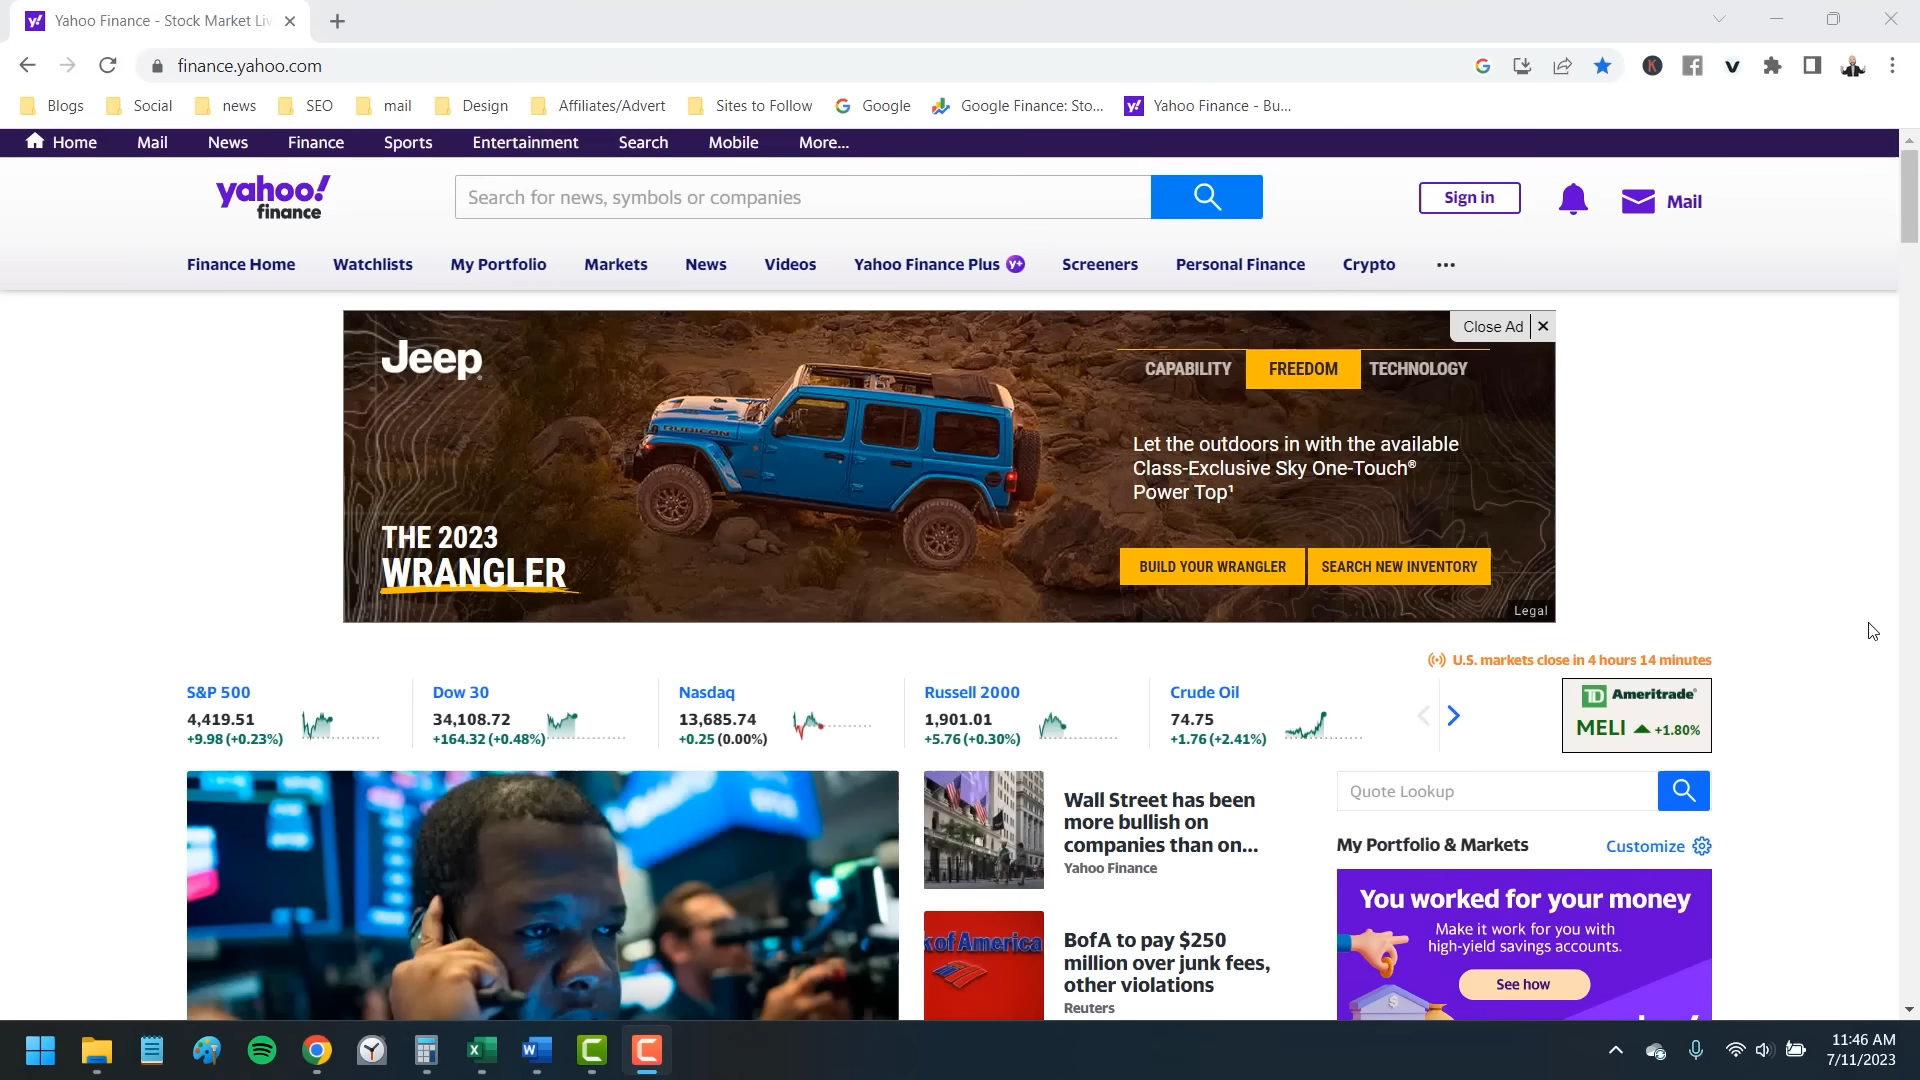 Yahoo Finance - Stock Market Liv
finance.yahoo.com
Blogs Social news SEO mail Design Affiliates/Advert Sites to Follow Google Google Finance: Sto... Yahoo Finance - Bu...
Home Mail News Finance Sports Entertainment Search Mobile More...
yahoo!
finance
Search for news, symbols or companies
Sign in
Mail
Finance Home Watchlists My Portfolio Markets News Videos Yahoo Finance Plus y+ Screeners Personal Finance Crypto
Close Ad
Jeep
CAPABILITY FREEDOM TECHNOLOGY
RUBICON
Let the outdoors in with the available
Class-Exclusive Sky One-Touch®
Power Top¹
THE 2023
WRANGLER
BUILD YOUR WRANGLER SEARCH NEW INVENTORY
Legal
U.S. markets close in 4 hours 14 minutes
S&P 500
4,419.51
+9.98 (+0.23%)
Dow 30
34,108.72
+164.32 (+0.48%)
Nasdaq
13,685.74
+0.25 (0.00%)
Russell 2000
1,901.01
+5.76 (+0.30%)
Crude Oil
74.75
+1.76 (+2.41%)
TD Ameritrade
MELI +1.80%
Wall Street has been
more bullish on
companies than on...
Yahoo Finance
kofAmerica
BofA to pay $250
million over junk fees,
other violations
Reuters
Quote Lookup
My Portfolio & Markets Customize
You worked for your money
Make it work for you with
high-yield savings accounts.
See how
11:46 AM
7/11/2023